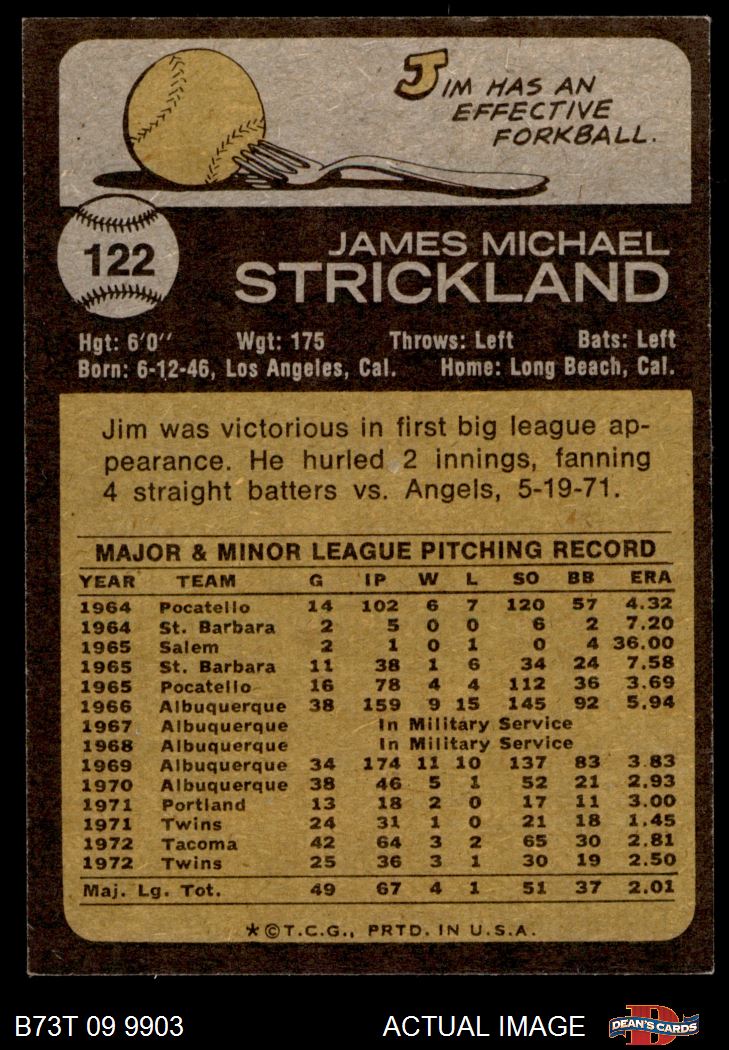 JIM HAS AN
EFFECTIVE
FORKBALL.
122
JAMES MICHAEL
STRICKLAND
Hgt: 6'0" Wgt: 175 Throws: Left Bats: Left
Born: 6-12-46, Los Angeles, Cal. Home: Long Beach, Cal.
Jim was victorious in first big league ap-
pearance. He hurled 2 innings, fanning
4 straight batters vs. Angels, 5-19-71.
MAJOR & MINOR LEAGUE PITCHING RECORD
YEAR TEAM G IP W L SO BB ERA
1964 Pocatello 14 102 6 7 120 57 4.32
1964 St. Barbara 2 5 0 0 6 2 7.20
1965 Salem 2 1 0 1 0 4 36.00
1965 St. Barbara 11 38 1 6 34 24 7.58
1965 Pocatello 16 78 4 4 112 36 3.69
1966 Albuquerque 38 159 9 15 145 92 5.94
1967 Albuquerque In Military Service
1968 Albuquerque In Military Service
1969 Albuquerque 34 174 11 10 137 83 3.83
1970 Albuquerque 38 46 5 1 52 21 2.93
1971 Portland 13 18 2 0 17 11 3.00
1971 Twins 24 31 1 0 21 18 1.45
1972 Tacoma 42 64 3 2 65 30 2.81
1972 Twins 25 36 3 1 30 19 2.50
Maj. Lg. Tot. 49 67 4 1 51 37 2.01
*©T.C.G., PRTD. IN U.S.A.
B73T 09 9903 ACTUAL IMAGE DEAN'S CARDS